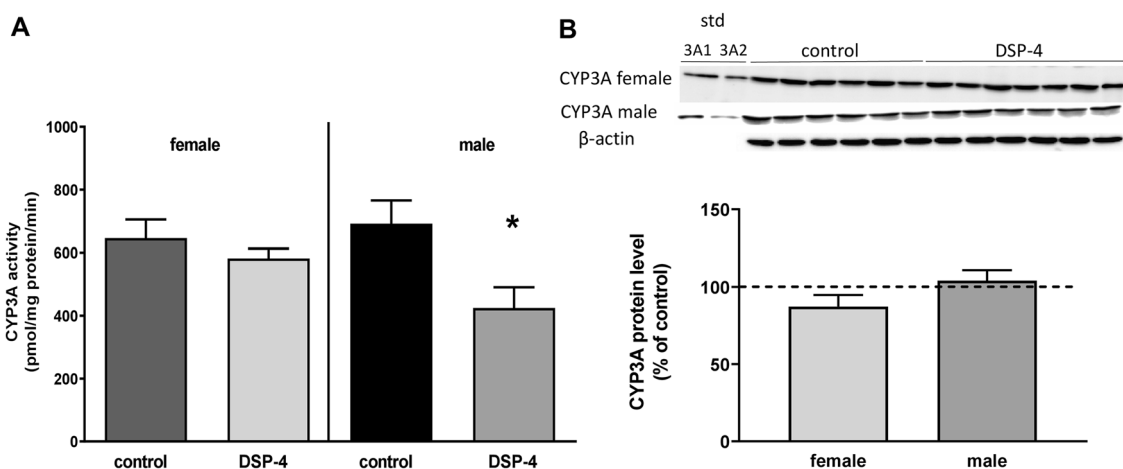 A
CYP3A activity
(pmol/mg protein/min)
1000
800
600
400
200
0
female
male
*
control
DSP-4
control
DSP-4
B
std
3A1 3A2 control DSP-4
CYP3A female
CYP3A male
β-actin
CYP3A protein level
(% of control)
150
100
50
0
female
male